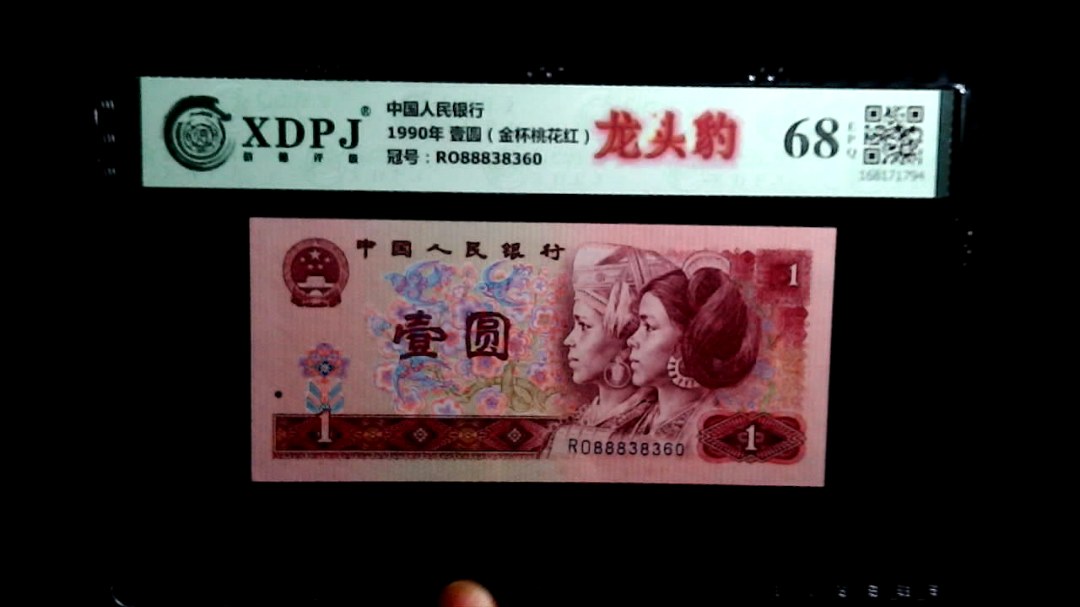 XDPJ®
中国人民银行
1990年 壹圆（金杯桃花红）
冠号：RO88838360
龙头豹
68
EPQ
168171794
中国人民银行
1
壹圆
1
RO88838360
1